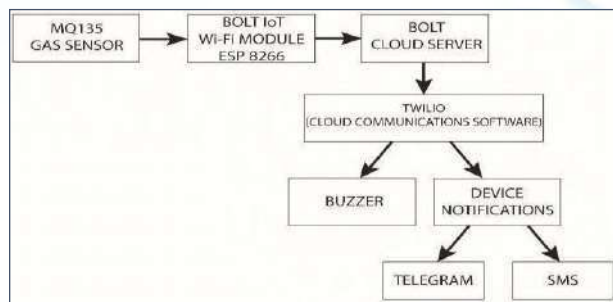 MQ135
GAS SENSOR
BOLT IoT
Wi-Fi MODULE
ESP 8266
BOLT
CLOUD SERVER
TWILIO
(CLOUD COMMUNICATIONS SOFTWARE)
BUZZER
DEVICE
NOTIFICATIONS
TELEGRAM
SMS